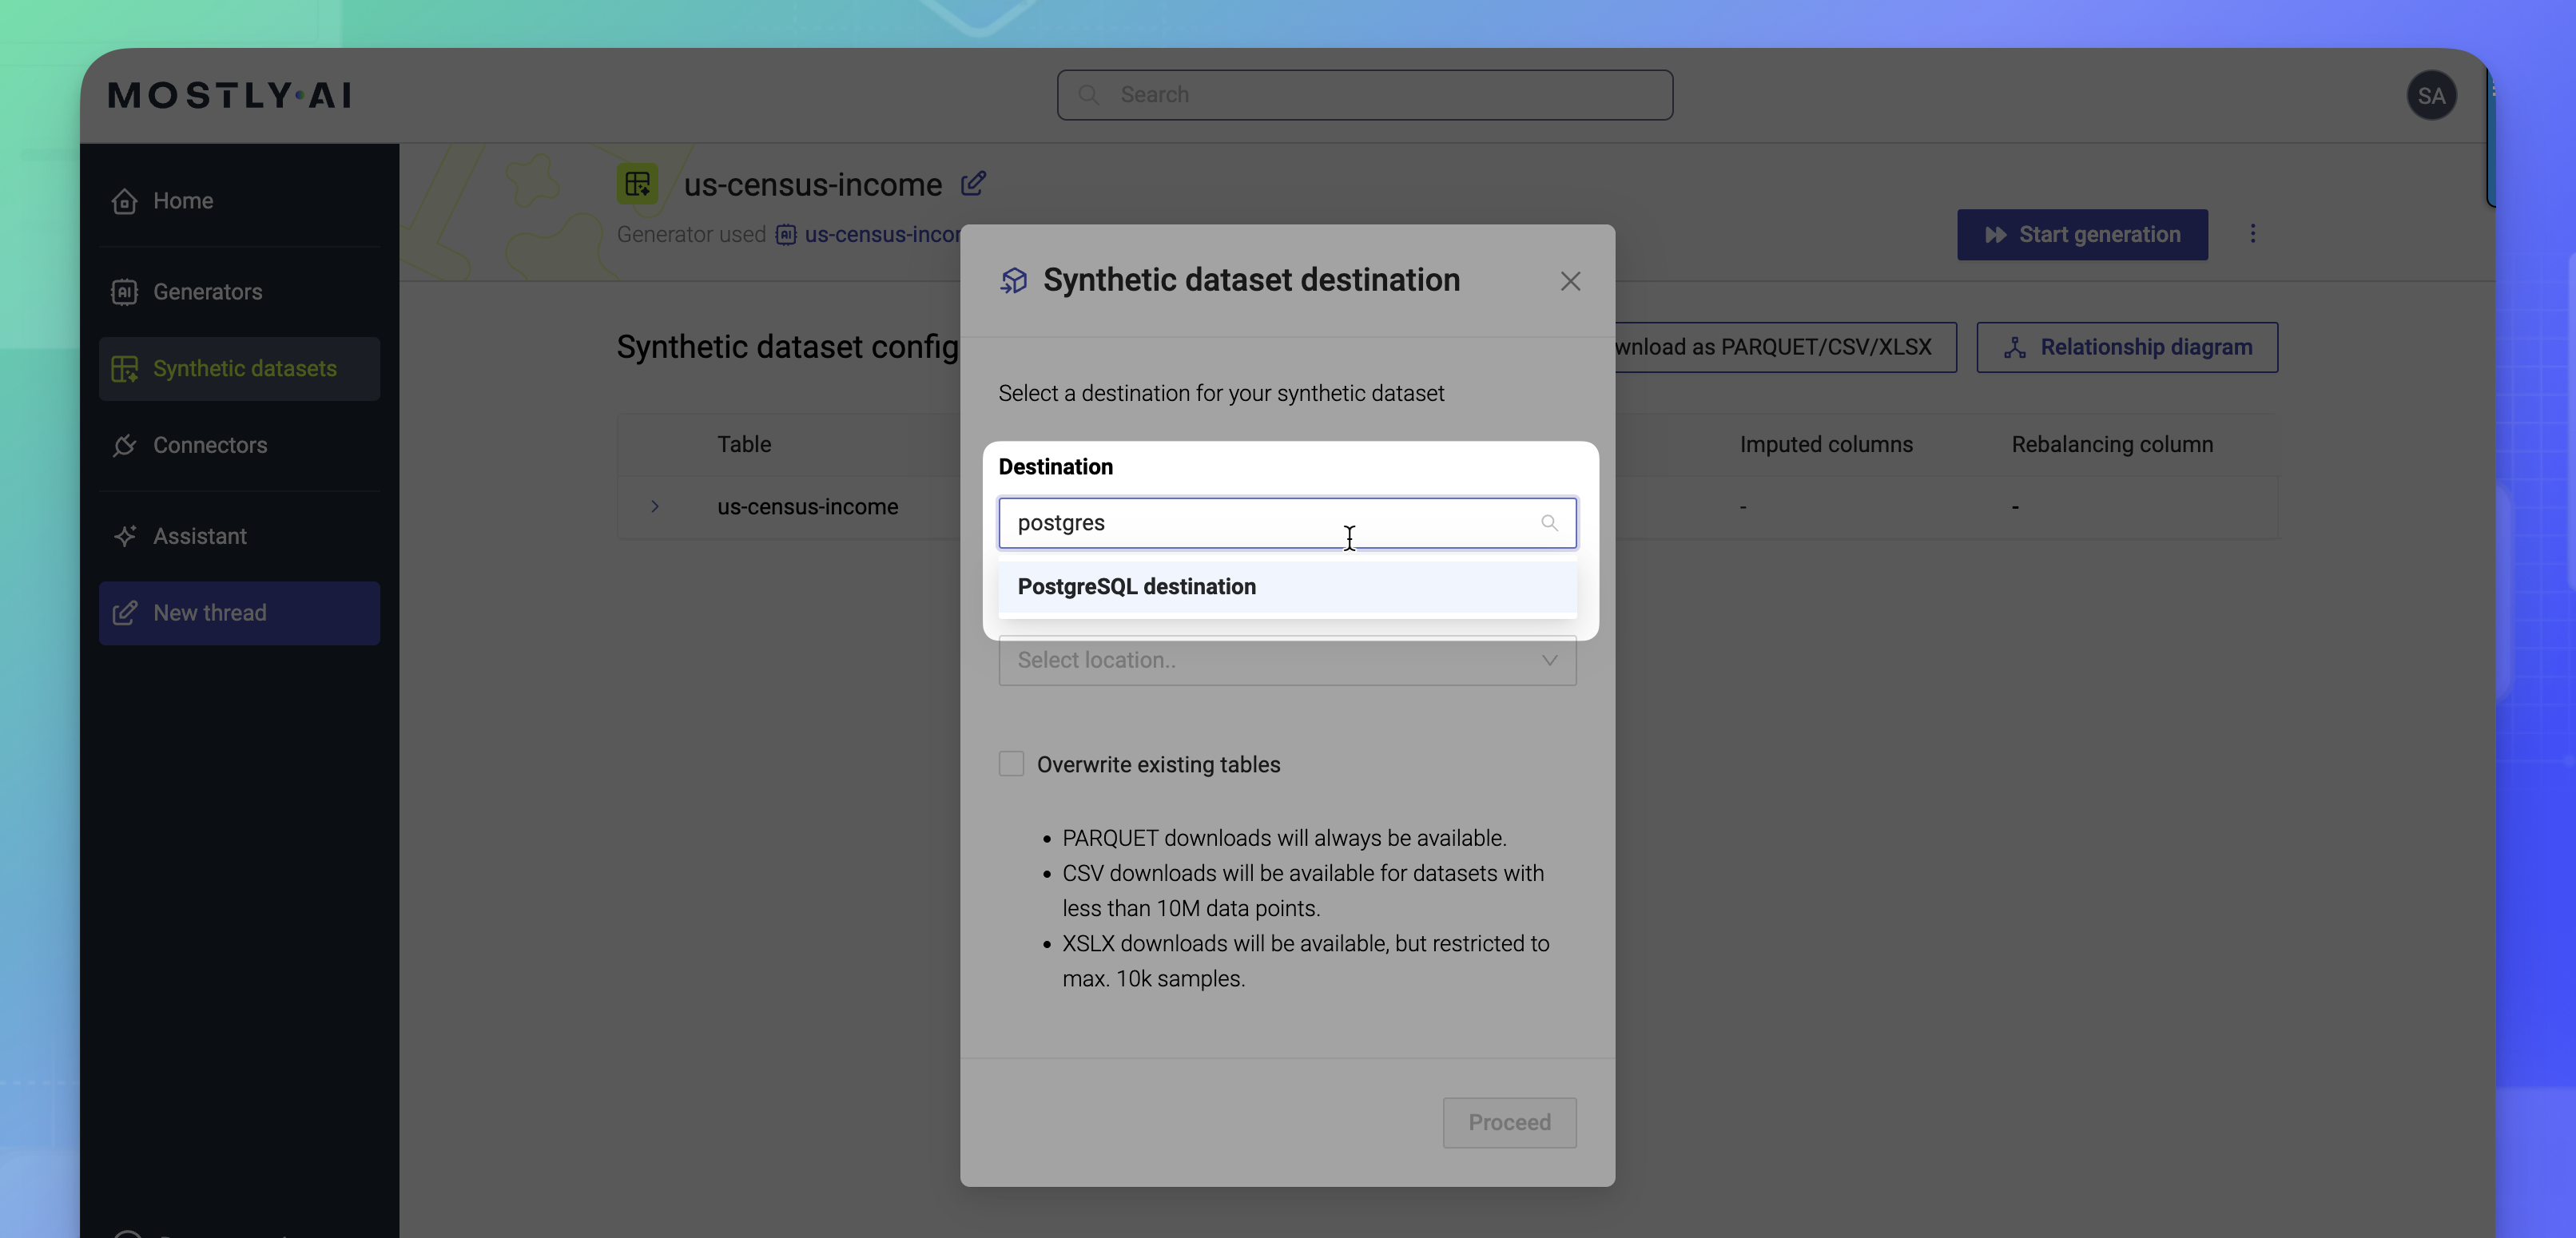 MOSTLY·AI
Search
SA
Home
Generators
Synthetic datasets
Connectors
Assistant
New thread
us-census-income
Generator used AI us-census-incor
Start generation
Synthetic dataset config
wnload as PARQUET/CSV/XLSX
Relationship diagram
Table
Imputed columns
Rebalancing column
us-census-income
-
-
Synthetic dataset destination
Select a destination for your synthetic dataset
Destination
postgres
PostgreSQL destination
Select location..
Overwrite existing tables
• PARQUET downloads will always be available.
• CSV downloads will be available for datasets with
less than 10M data points.
• XSLX downloads will be available, but restricted to
max. 10k samples.
Proceed